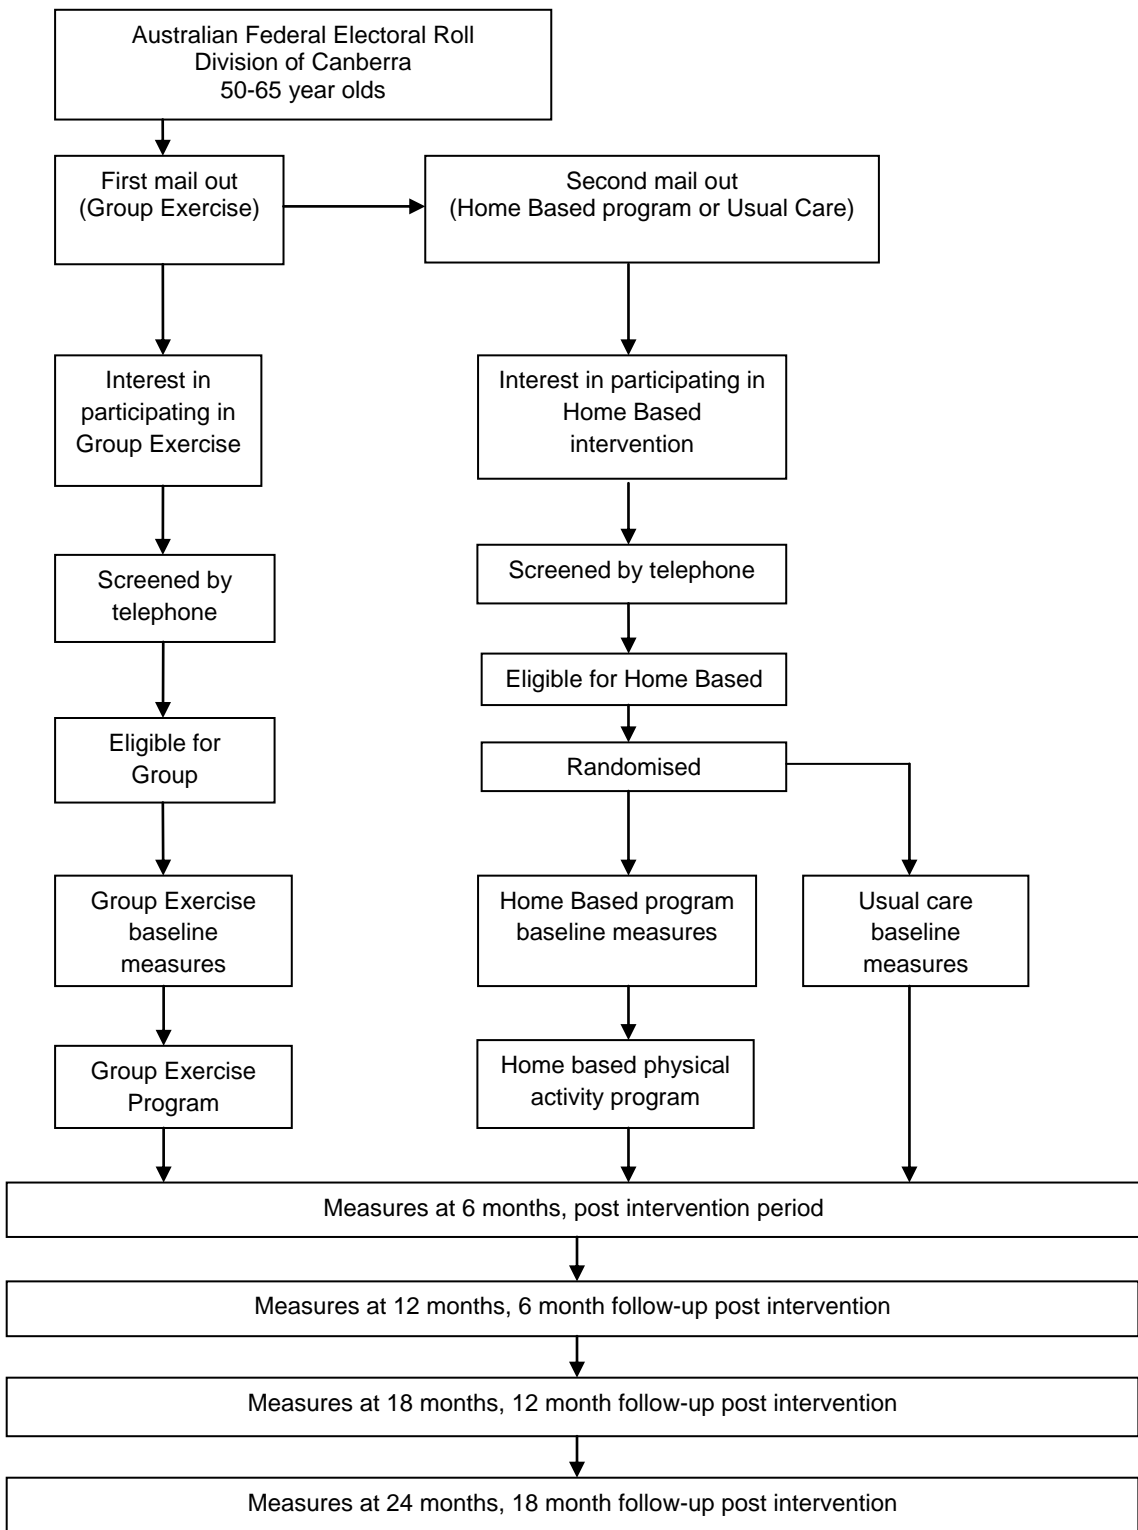 Australian Federal Electoral Roll
Division of Canberra
50-65 year olds
First mail out
(Group Exercise)
Second mail out
(Home Based program or Usual Care)
Interest in
participating in
Group Exercise
Interest in participating in
Home Based
intervention
Screened by
telephone
Screened by telephone
Eligible for Home Based
Eligible for
Group
Randomised
Group Exercise
baseline
measures
Home Based program
baseline measures
Usual care
baseline
measures
Group Exercise
Program
Home based physical
activity program
Measures at 6 months, post intervention period
Measures at 12 months, 6 month follow-up post intervention
Measures at 18 months, 12 month follow-up post intervention
Measures at 24 months, 18 month follow-up post intervention